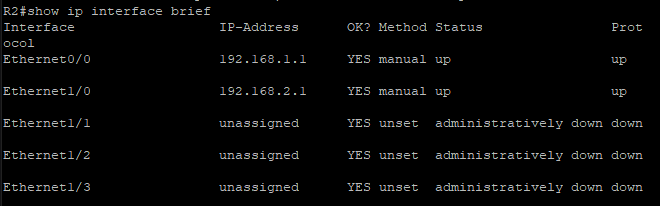 R2#show ip interface brief
Interface                  IP-Address      OK? Method Status                Prot
ocol
Ethernet0/0                192.168.1.1     YES manual up                    up
Ethernet1/0                192.168.2.1     YES manual up                    up
Ethernet1/1                unassigned      YES unset  administratively down down
Ethernet1/2                unassigned      YES unset  administratively down down
Ethernet1/3                unassigned      YES unset  administratively down down